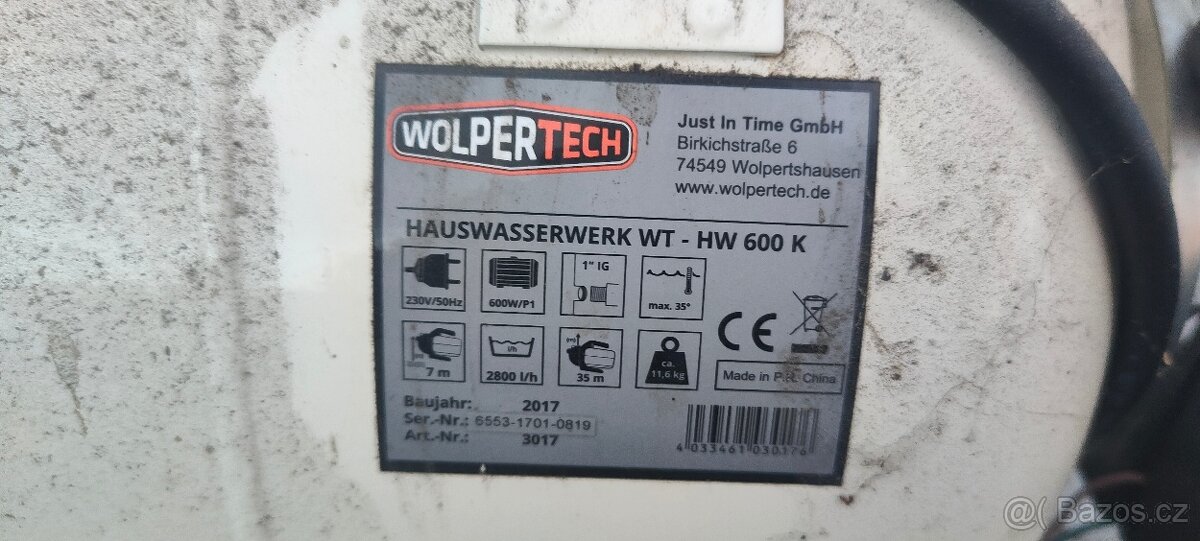 WOLPERTECH
Just In Time GmbH
Birkichstraße 6
74549 Wolpertshausen
www.wolpertech.de
HAUSWASSERWERK WT - HW 600 K
230V/50Hz
600W/P1
1" IG
max. 35°
7 m
l/h
2800 l/h
(m)
35 m
ca.
11,6 kg
CE
Made in P.R. China
Baujahr: 2017
Ser.-Nr.: 6553-1701-0819
Art.-Nr.: 3017
4 033461 030176
@( Bazos.cz